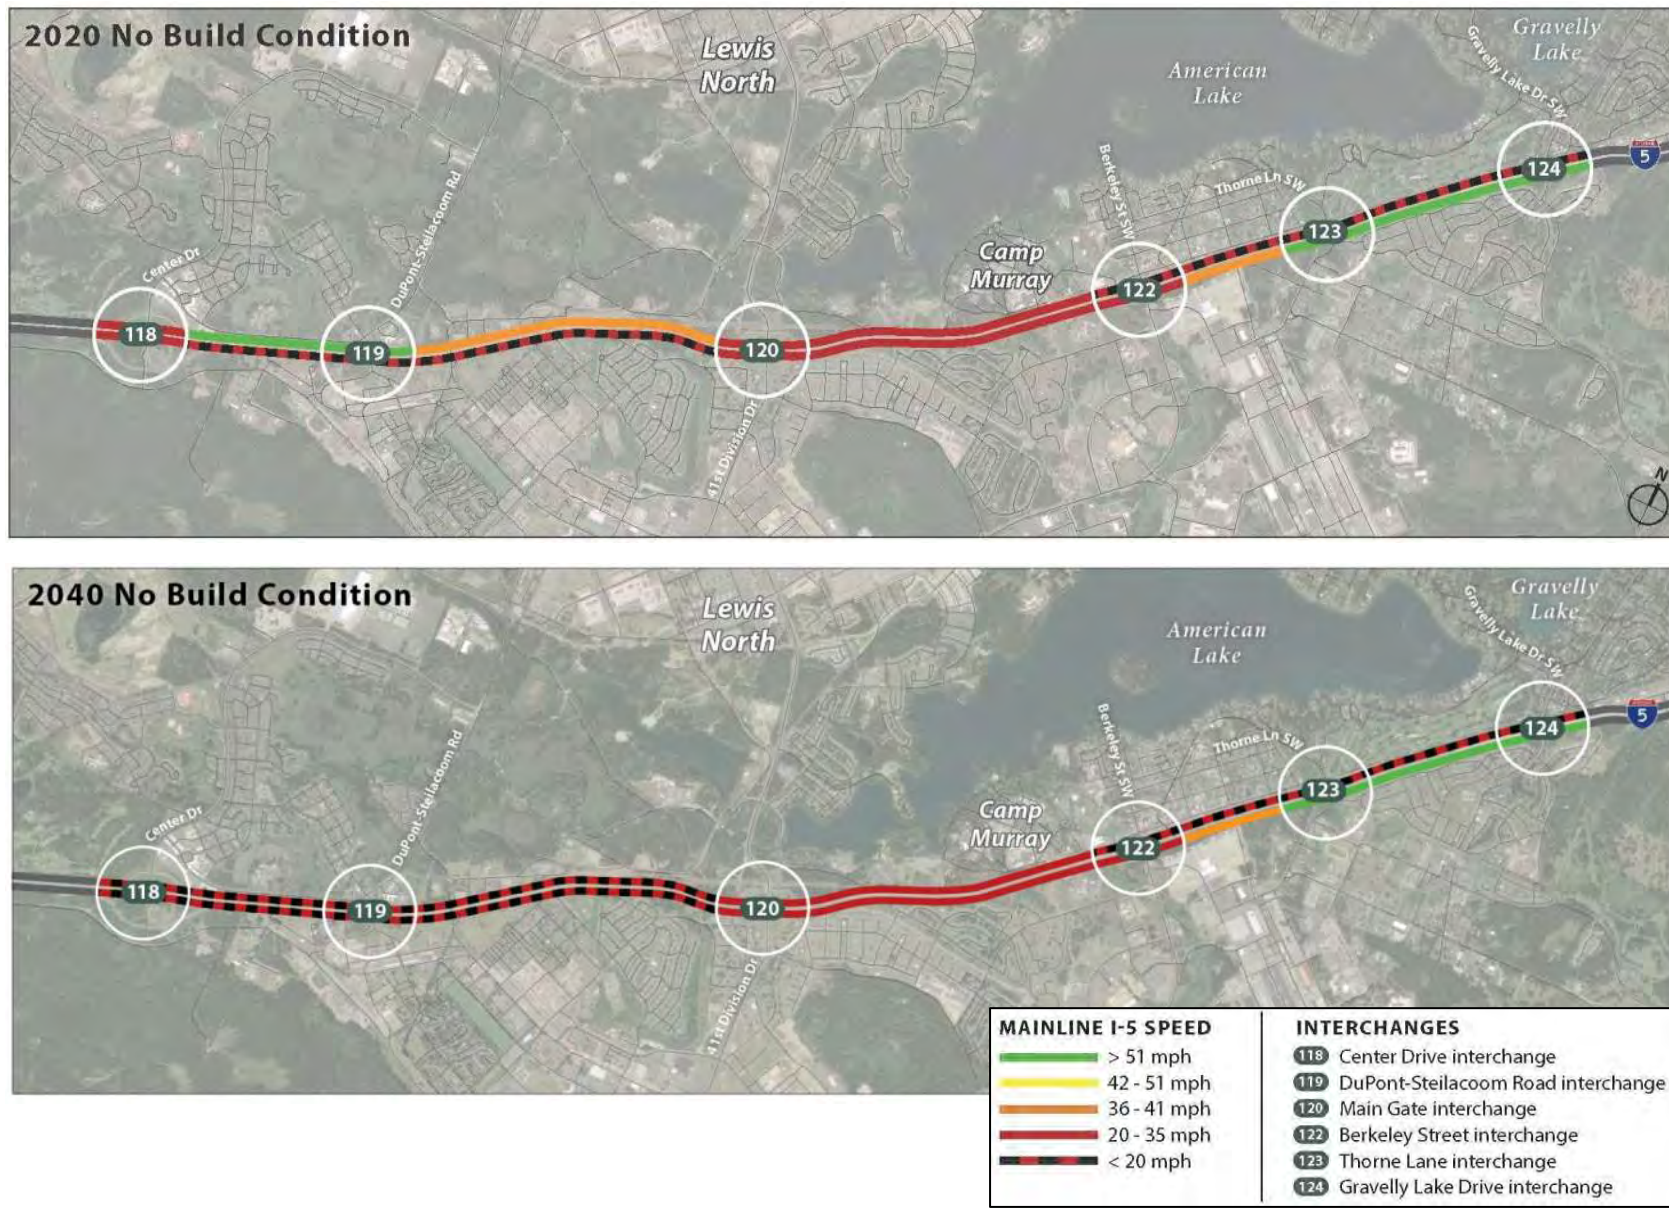 2020 No Build Condition
Lewis
North
American
Lake
Gravelly
Lake
Gravelly Lake Dr SW
Berkeley St SW
Thorne Ln SW
Camp
Murray
Center Dr
DuPont-Steilacoom Rd
41st Division Dr
118
119
120
122
123
124
INTERSTATE
5
N
2040 No Build Condition
Lewis
North
American
Lake
Gravelly
Lake
Gravelly Lake Dr SW
Berkeley St SW
Thorne Ln SW
Camp
Murray
Center Dr
DuPont-Steilacoom Rd
41st Division Dr
118
119
120
122
123
124
INTERSTATE
5
MAINLINE I-5 SPEED
> 51 mph
42 - 51 mph
36 - 41 mph
20 - 35 mph
< 20 mph
INTERCHANGES
118 Center Drive interchange
119 DuPont-Steilacoom Road interchange
120 Main Gate interchange
122 Berkeley Street interchange
123 Thorne Lane interchange
124 Gravelly Lake Drive interchange